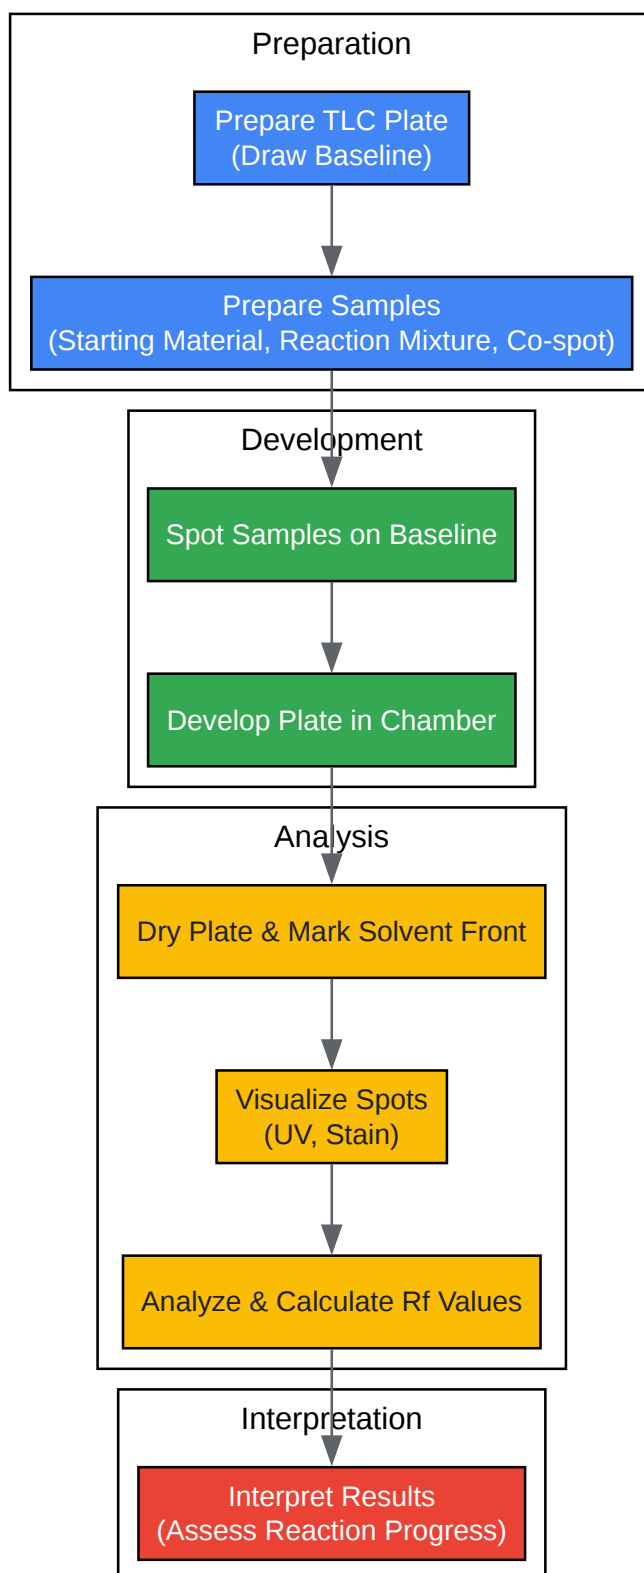 Preparation
Prepare TLC Plate
(Draw Baseline)
Prepare Samples
(Starting Material, Reaction Mixture, Co-spot)
Development
Spot Samples on Baseline
Develop Plate in Chamber
Analysis
Dry Plate & Mark Solvent Front
Visualize Spots
(UV, Stain)
Analyze & Calculate Rf Values
Interpretation
Interpret Results
(Assess Reaction Progress)